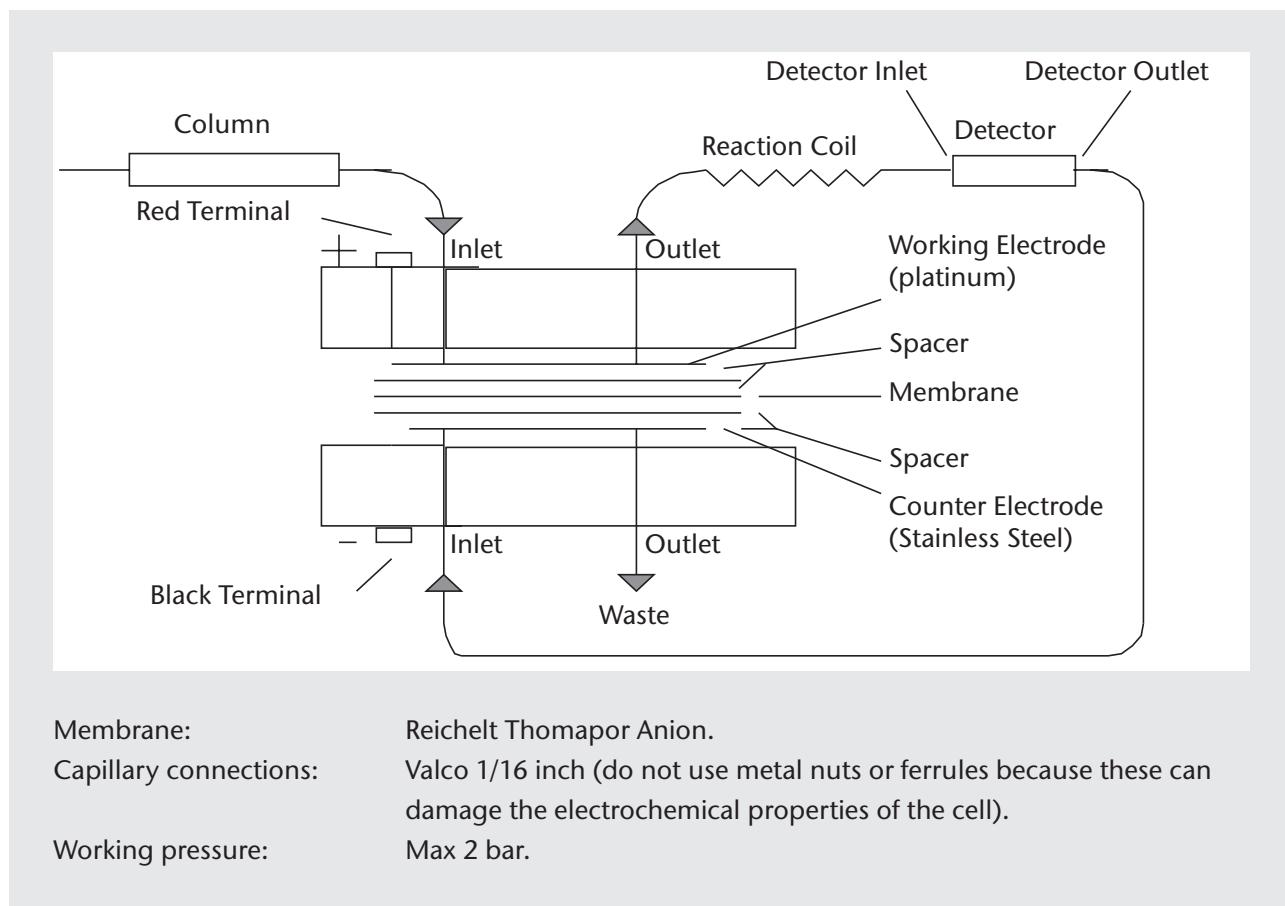 Detector Inlet
Detector Outlet
Column
Detector
Reaction Coil
Red Terminal
+
Inlet
Outlet
Working Electrode
(platinum)
Spacer
Membrane
Spacer
Counter Electrode
(Stainless Steel)
–
Inlet
Outlet
Black Terminal
Waste
Membrane: Reichelt Thomapor Anion.
Capillary connections: Valco 1/16 inch (do not use metal nuts or ferrules because these can
damage the electrochemical properties of the cell).
Working pressure: Max 2 bar.